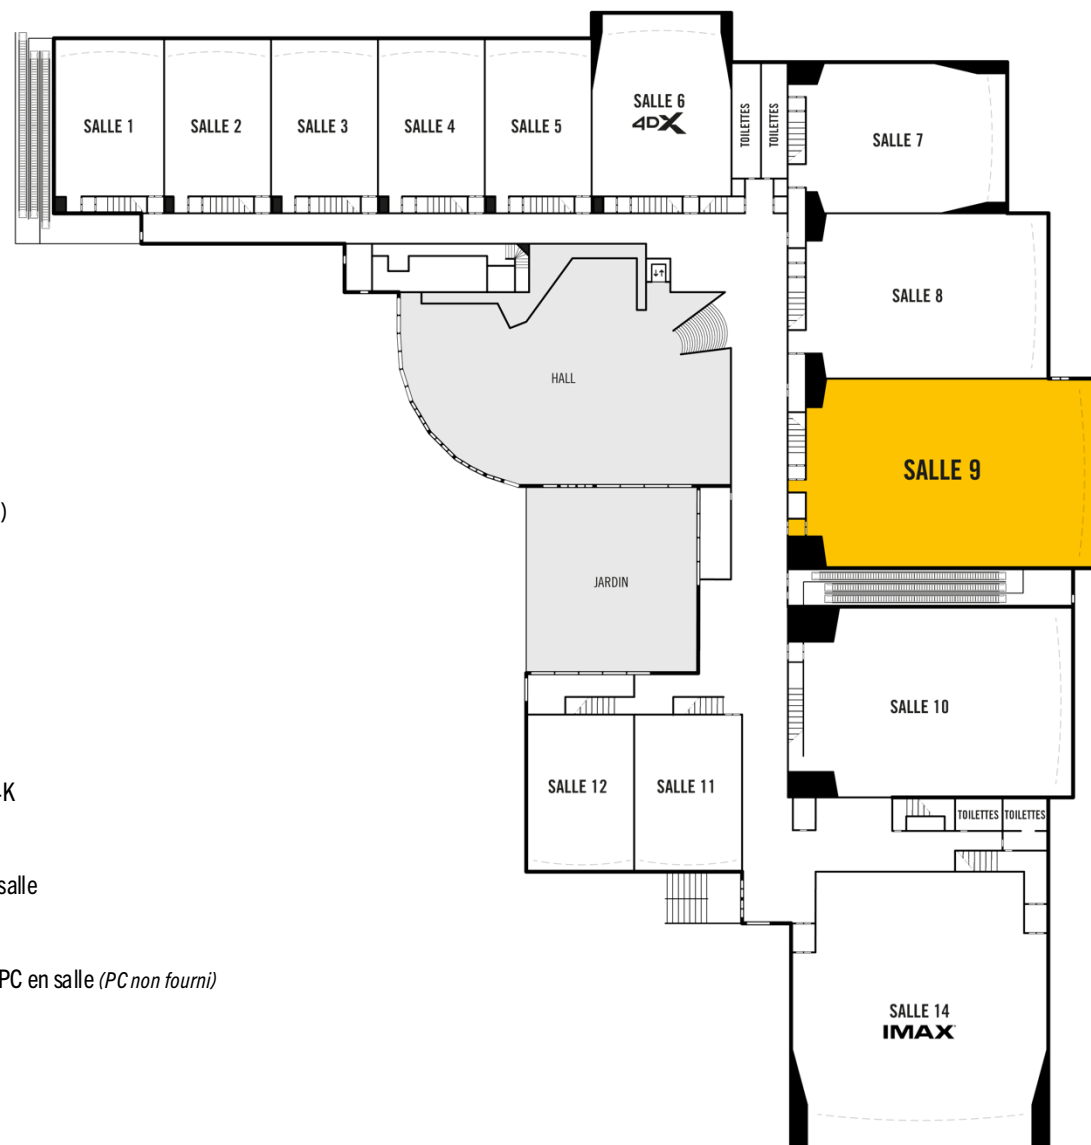 SALLE 1
SALLE 2
SALLE 3
SALLE 4
SALLE 5
SALLE 6
4DX
TOILETTES
TOILETTES
SALLE 7
SALLE 8
HALL
SALLE 9
)
JARDIN
SALLE 10
SALLE 12
SALLE 11
4K
TOILETTES
TOILETTES
salle
PC en salle (PC non fourni)
SALLE 14
IMAX